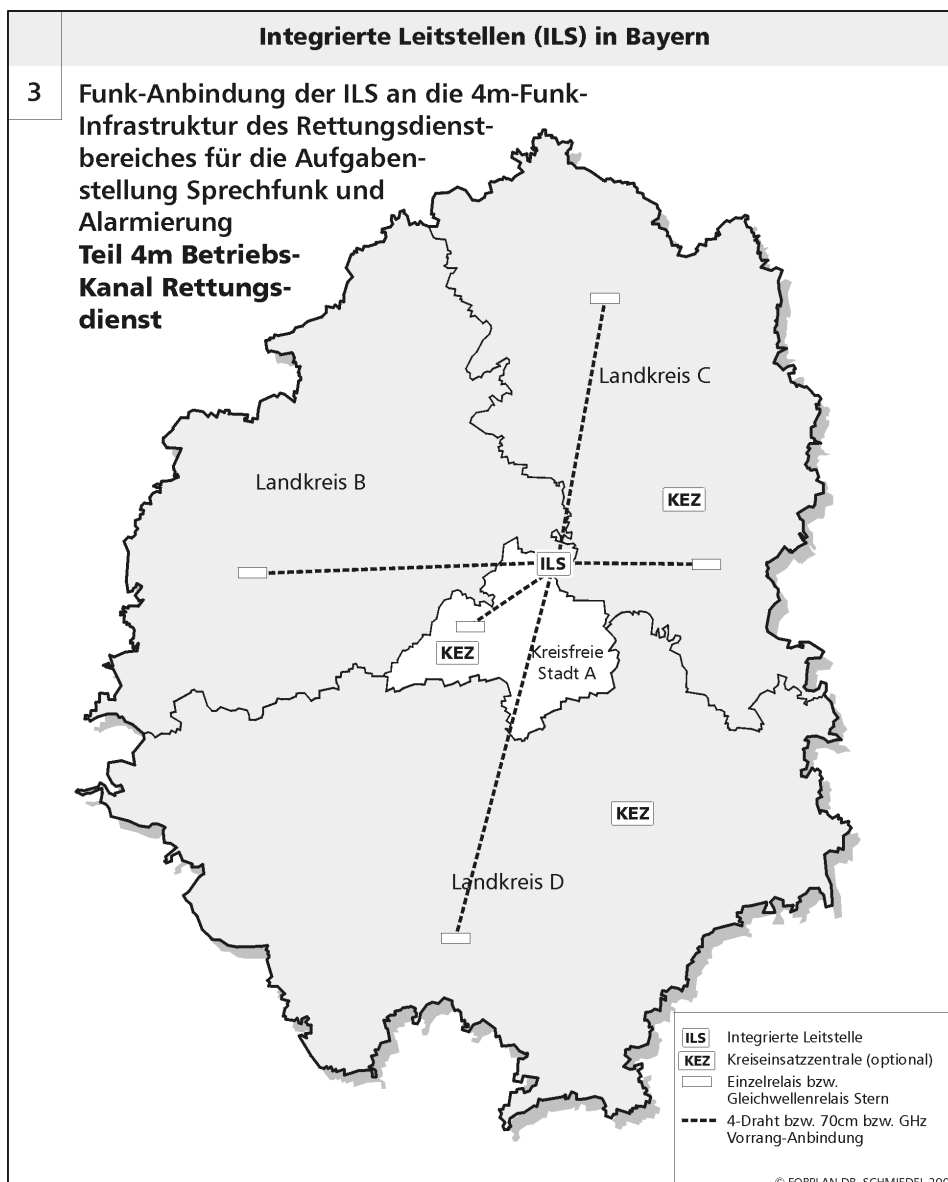 Integrierte Leitstellen (ILS) in Bayern
3
Funk-Anbindung der ILS an die 4m-Funk-
Infrastruktur des Rettungsdienst-
bereiches für die Aufgaben-
stellung Sprechfunk und
Alarmierung
Teil 4m Betriebs-
Kanal Rettungs-
dienst
Landkreis C
Landkreis B
KEZ
ILS
KEZ
Kreisfreie
Stadt A
KEZ
Landkreis D
ILS Integrierte Leitstelle
KEZ Kreiseinsatzzentrale (optional)
Einzelrelais bzw.
Gleichwellenrelais Stern
4-Draht bzw. 70cm bzw. GHz
Vorrang-Anbindung
© FORPLAN DR. SCHMIEDEL